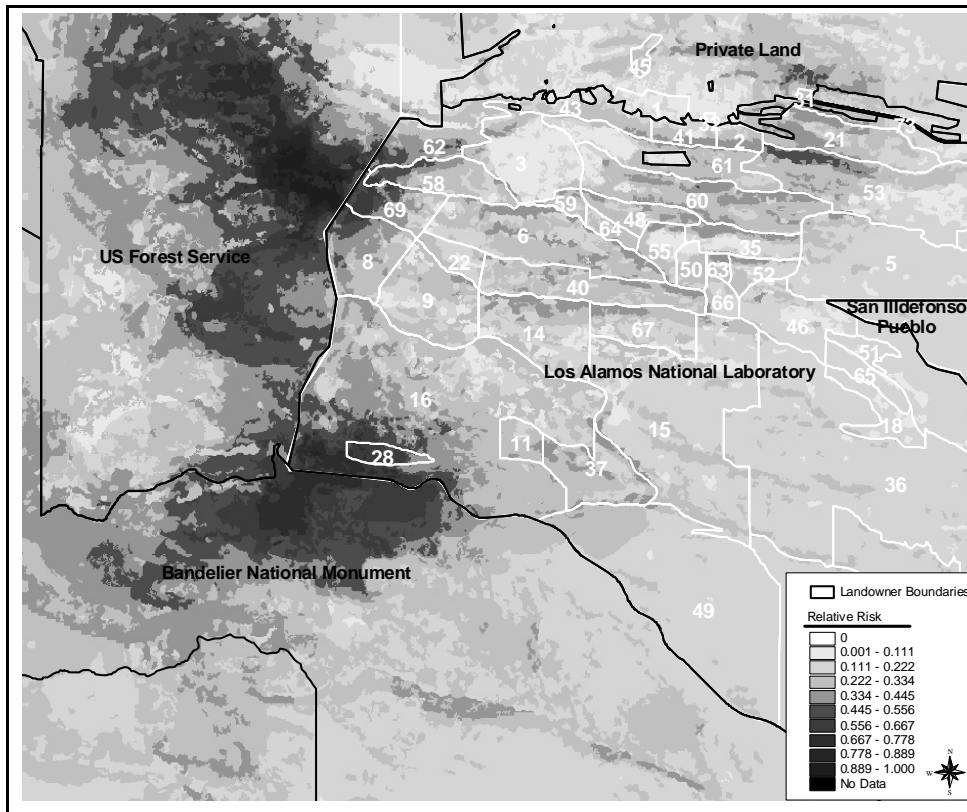 Private Land
45
51
43
1
53
73
41
2
21
62
3
61
58
53
59
60
69
48
64
6
55
35
US Forest Service
8
22
50
63
52
5
9
40
66
San Illdefonso
Pueblo
46
14
67
51
Los Alamos National Laboratory
65
16
15
18
11
28
37
36
Bandelier National Monument
49
Landowner Boundaries
Relative Risk
0
0.001 - 0.111
0.111 - 0.222
0.222 - 0.334
0.334 - 0.445
0.445 - 0.556
0.556 - 0.667
0.667 - 0.778
0.778 - 0.889
0.889 - 1.000
No Data
N
W
E
S